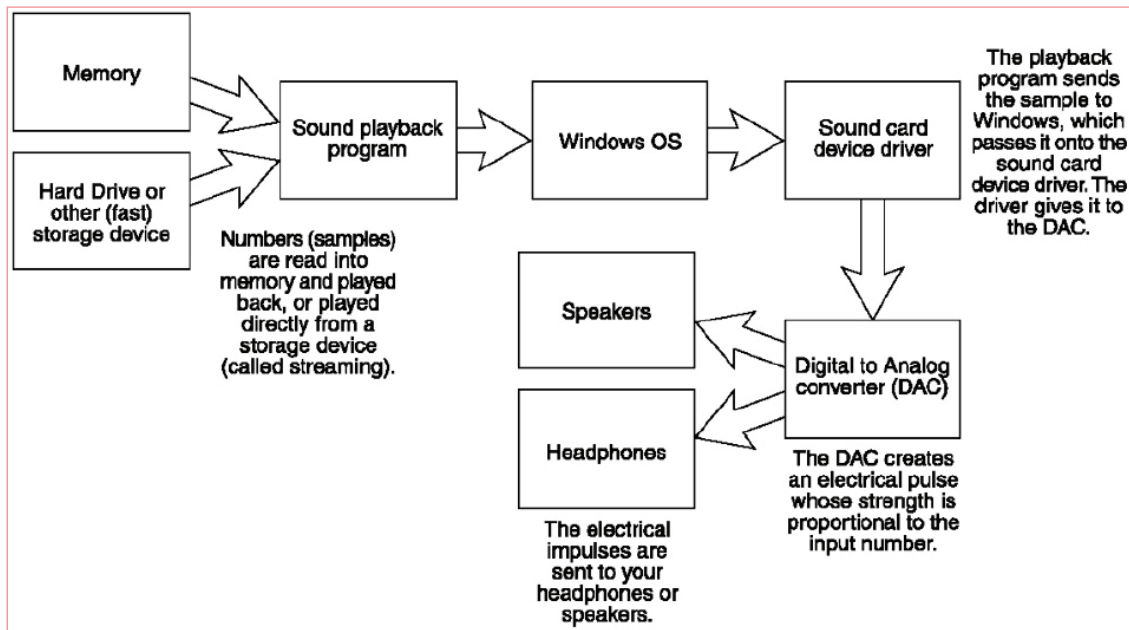 Memory
Hard Drive or
other (fast)
storage device
Sound playback
program
Numbers (samples)
are read into
memory and played
back, or played
directly from a
storage device
(called streaming).
Windows OS
Sound card
device driver
The playback
program sends
the sample to
Windows, which
passes it onto the
sound card
device driver. The
driver gives it to
the DAC.
Digital to Analog
converter (DAC)
The DAC creates
an electrical pulse
whose strength is
proportional to the
input number.
Speakers
Headphones
The electrical
impulses are
sent to your
headphones or
speakers.